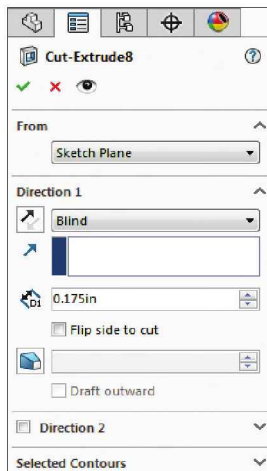 Cut-Extrude8
?
From
Sketch Plane
Direction 1
Blind
D1
0.175in
Flip side to cut
Draft outward
Direction 2
Selected Contours